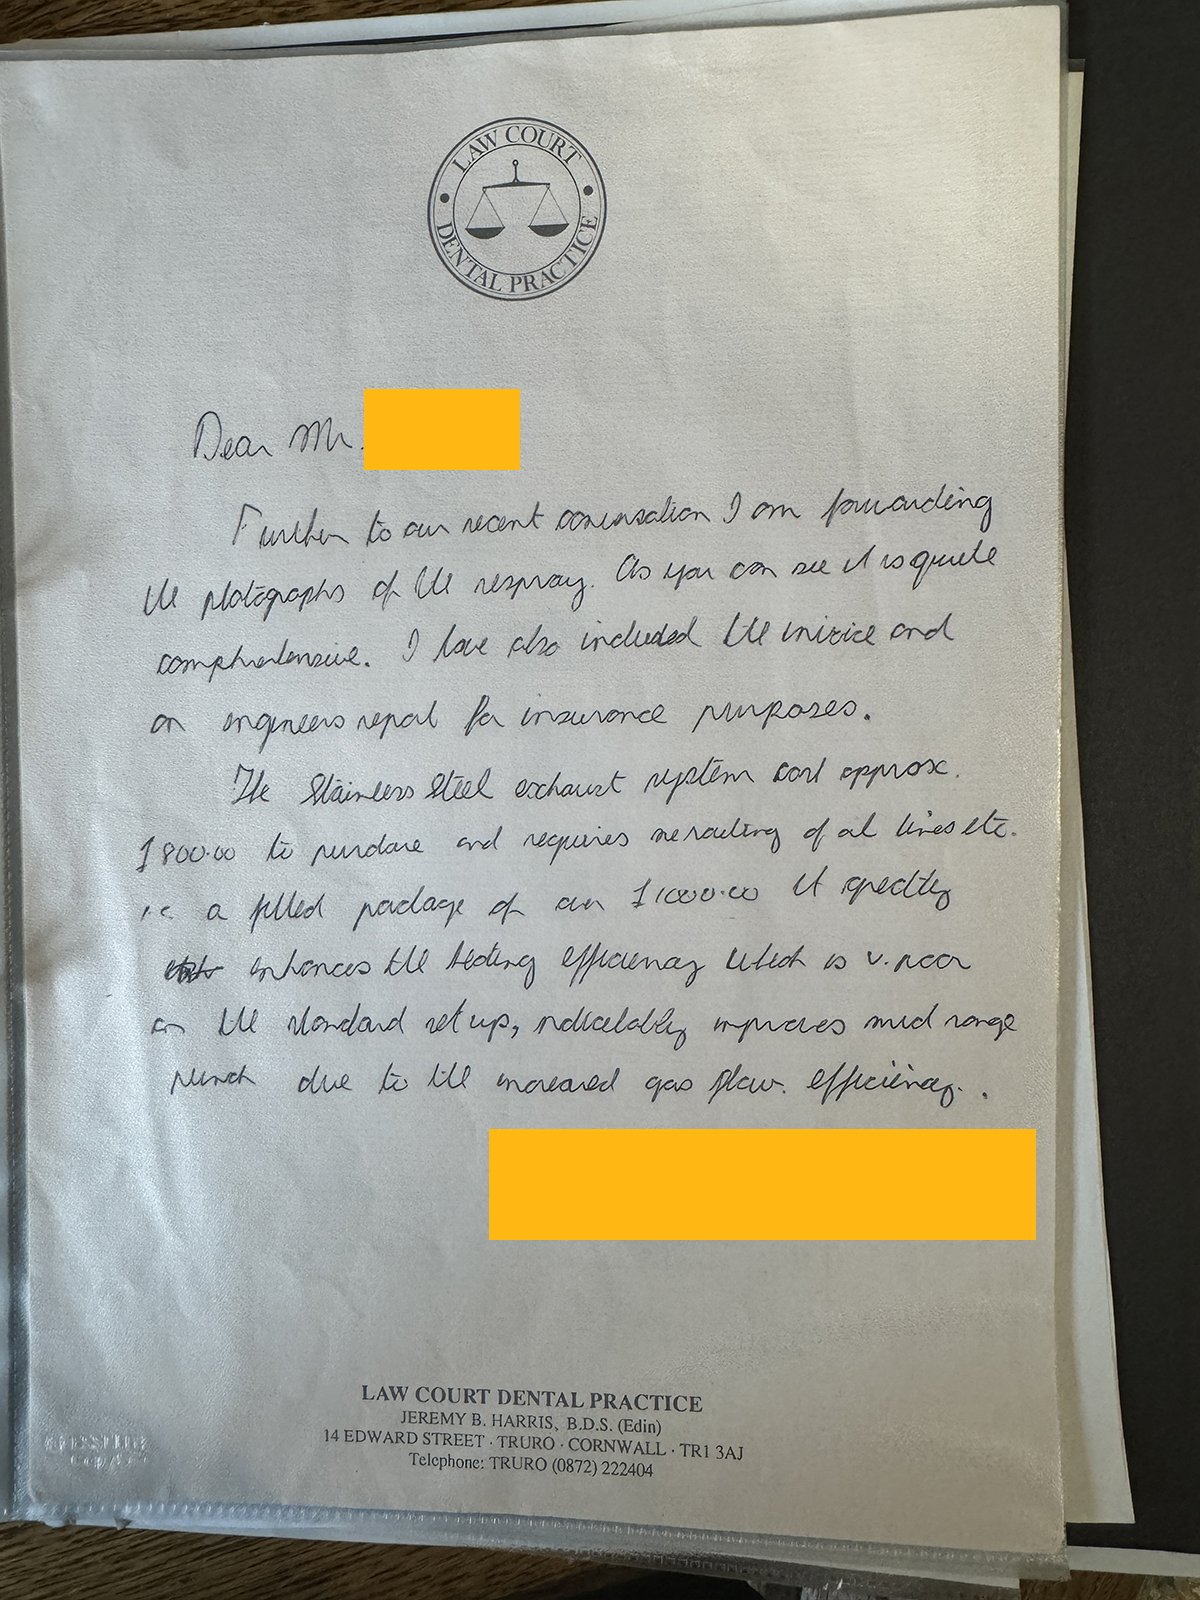 LAW COURT
DENTAL PRACTICE
Dear Mr.
Further to our recent conversation I am forwarding
the photographs of the respray. As you can see it is quite
comprehensive. I have also included the invoice and
an engineers report for insurance purposes.
The Stainless Steel exhaust system cost approx.
£800.00 to purchase and requires rerouting of oil lines etc.
i.e. a fitted package of on £1000.00 It greatly
enhances the heating efficiency which is v. poor
on the standard set up, noticeably improves mid range
punch due to the increased gas flow. efficiency.
LAW COURT DENTAL PRACTICE
JEREMY B. HARRIS, B.D.S. (Edin)
14 EDWARD STREET · TRURO · CORNWALL · TR1 3AJ
Telephone: TRURO (0872) 222404